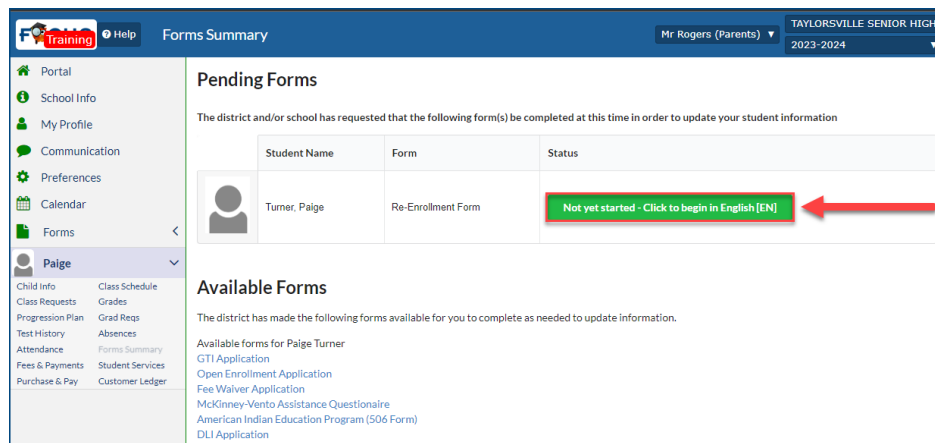 Training
Help
Forms Summary
Mr Rogers (Parents)
TAYLORSVILLE SENIOR HIGH
2023-2024
Portal
School Info
My Profile
Communication
Preferences
Calendar
Forms
Paige
Child Info Class Schedule
Class Requests Grades
Progression Plan Grad Reqs
Test History Absences
Attendance Forms Summary
Fees & Payments Student Services
Purchase & Pay Customer Ledger
Pending Forms
The district and/or school has requested that the following form(s) be completed at this time in order to update your student information
Student Name Form Status
Turner, Paige Re-Enrollment Form Not yet started - Click to begin in English [EN]
Available Forms
The district has made the following forms available for you to complete as needed to update information.
Available forms for Paige Turner
GTI Application
Open Enrollment Application
Fee Waiver Application
McKinney-Vento Assistance Questionaire
American Indian Education Program (506 Form)
DLI Application